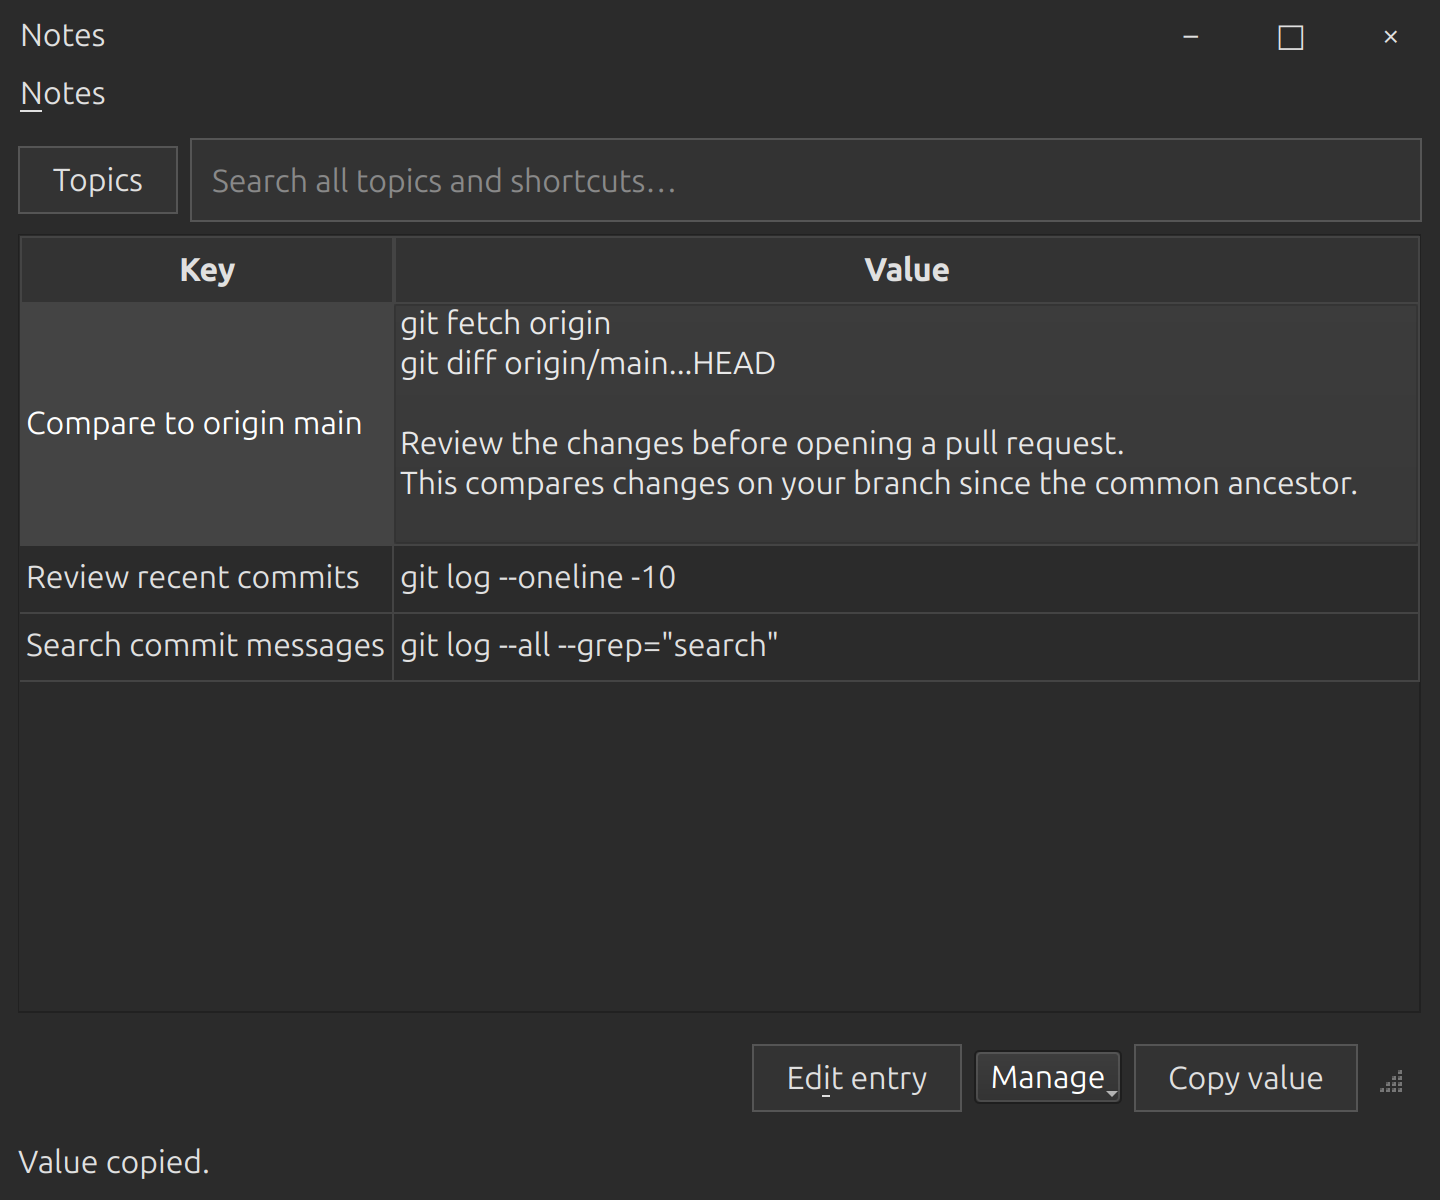 Notes
Notes
Topics
Search all topics and shortcuts...
Key
Value
Compare to origin main
git fetch origin
git diff origin/main...HEAD
Review the changes before opening a pull request.
This compares changes on your branch since the common ancestor.
Review recent commits
git log --oneline -10
Search commit messages
git log --all --grep="search"
Edit entry
Manage
Copy value
Value copied.